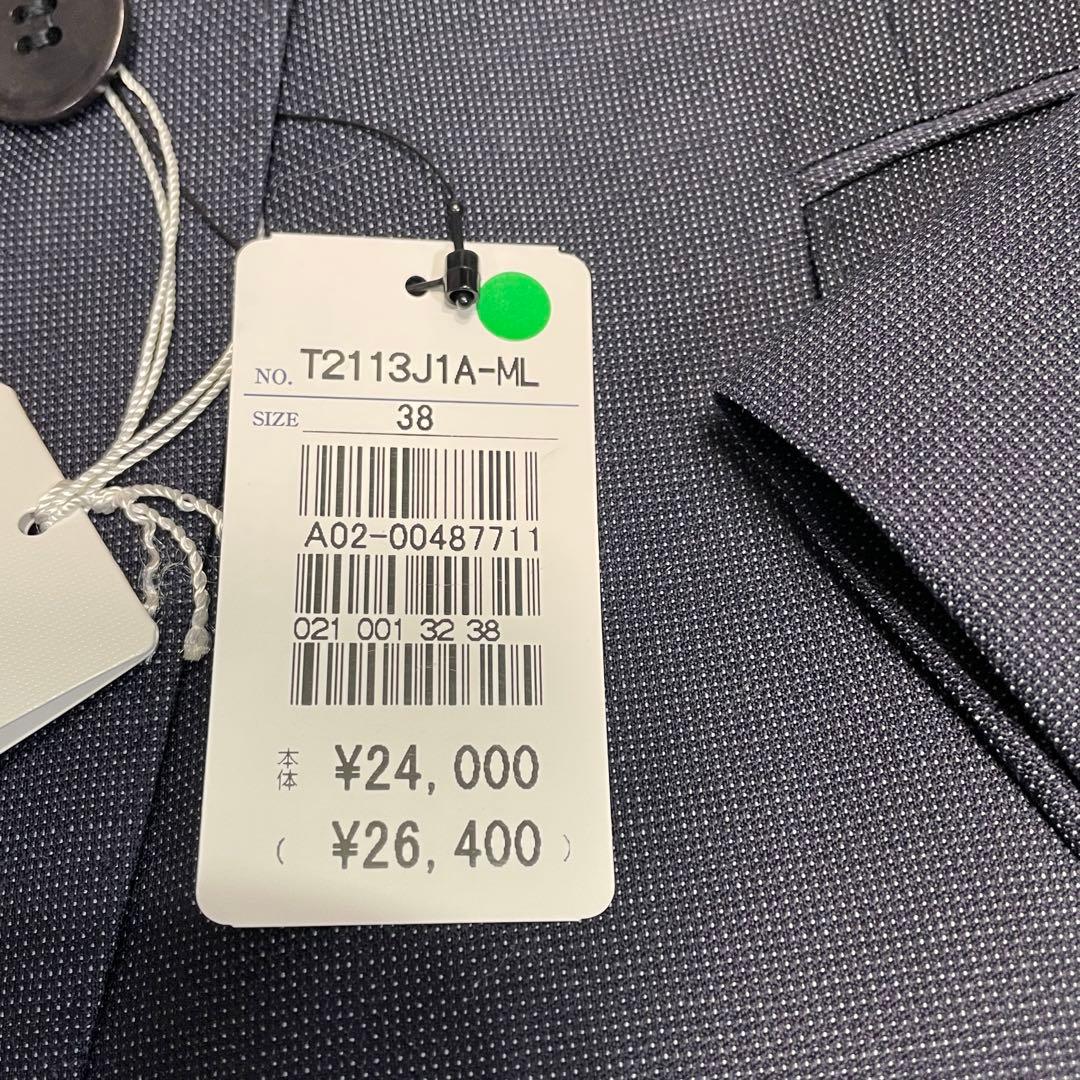 NO. T2113J1A-ML
SIZE 38
A02-00487711
021 001 32 38
本体 ¥24,000
( ¥26,400 )